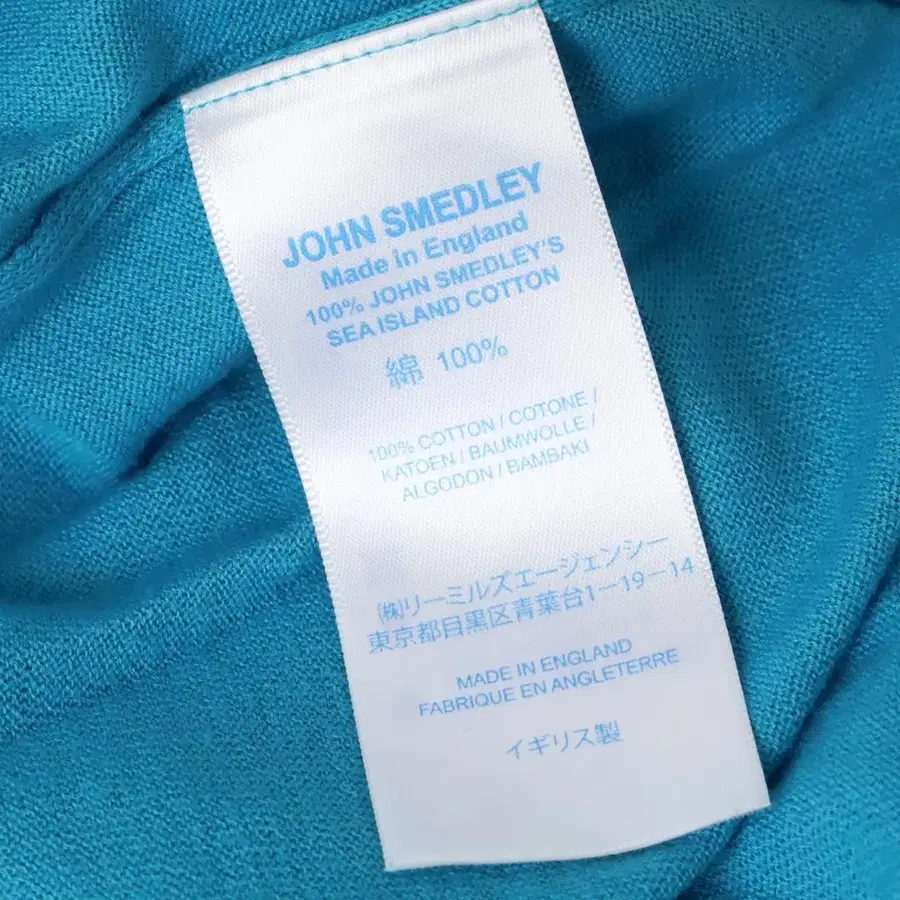 JOHN SMEDLEY
Made in England
100% JOHN SMEDLEY'S
SEA ISLAND COTTON
綿 100%
100% COTTON / COTONE /
KATOEN / BAUMWOLLE /
ALGODON / BAMBAKI
㈱リーミルズエージェンシー
東京都目黒区青葉台1－19－14
MADE IN ENGLAND
FABRIQUE EN ANGLETERRE
イギリス製